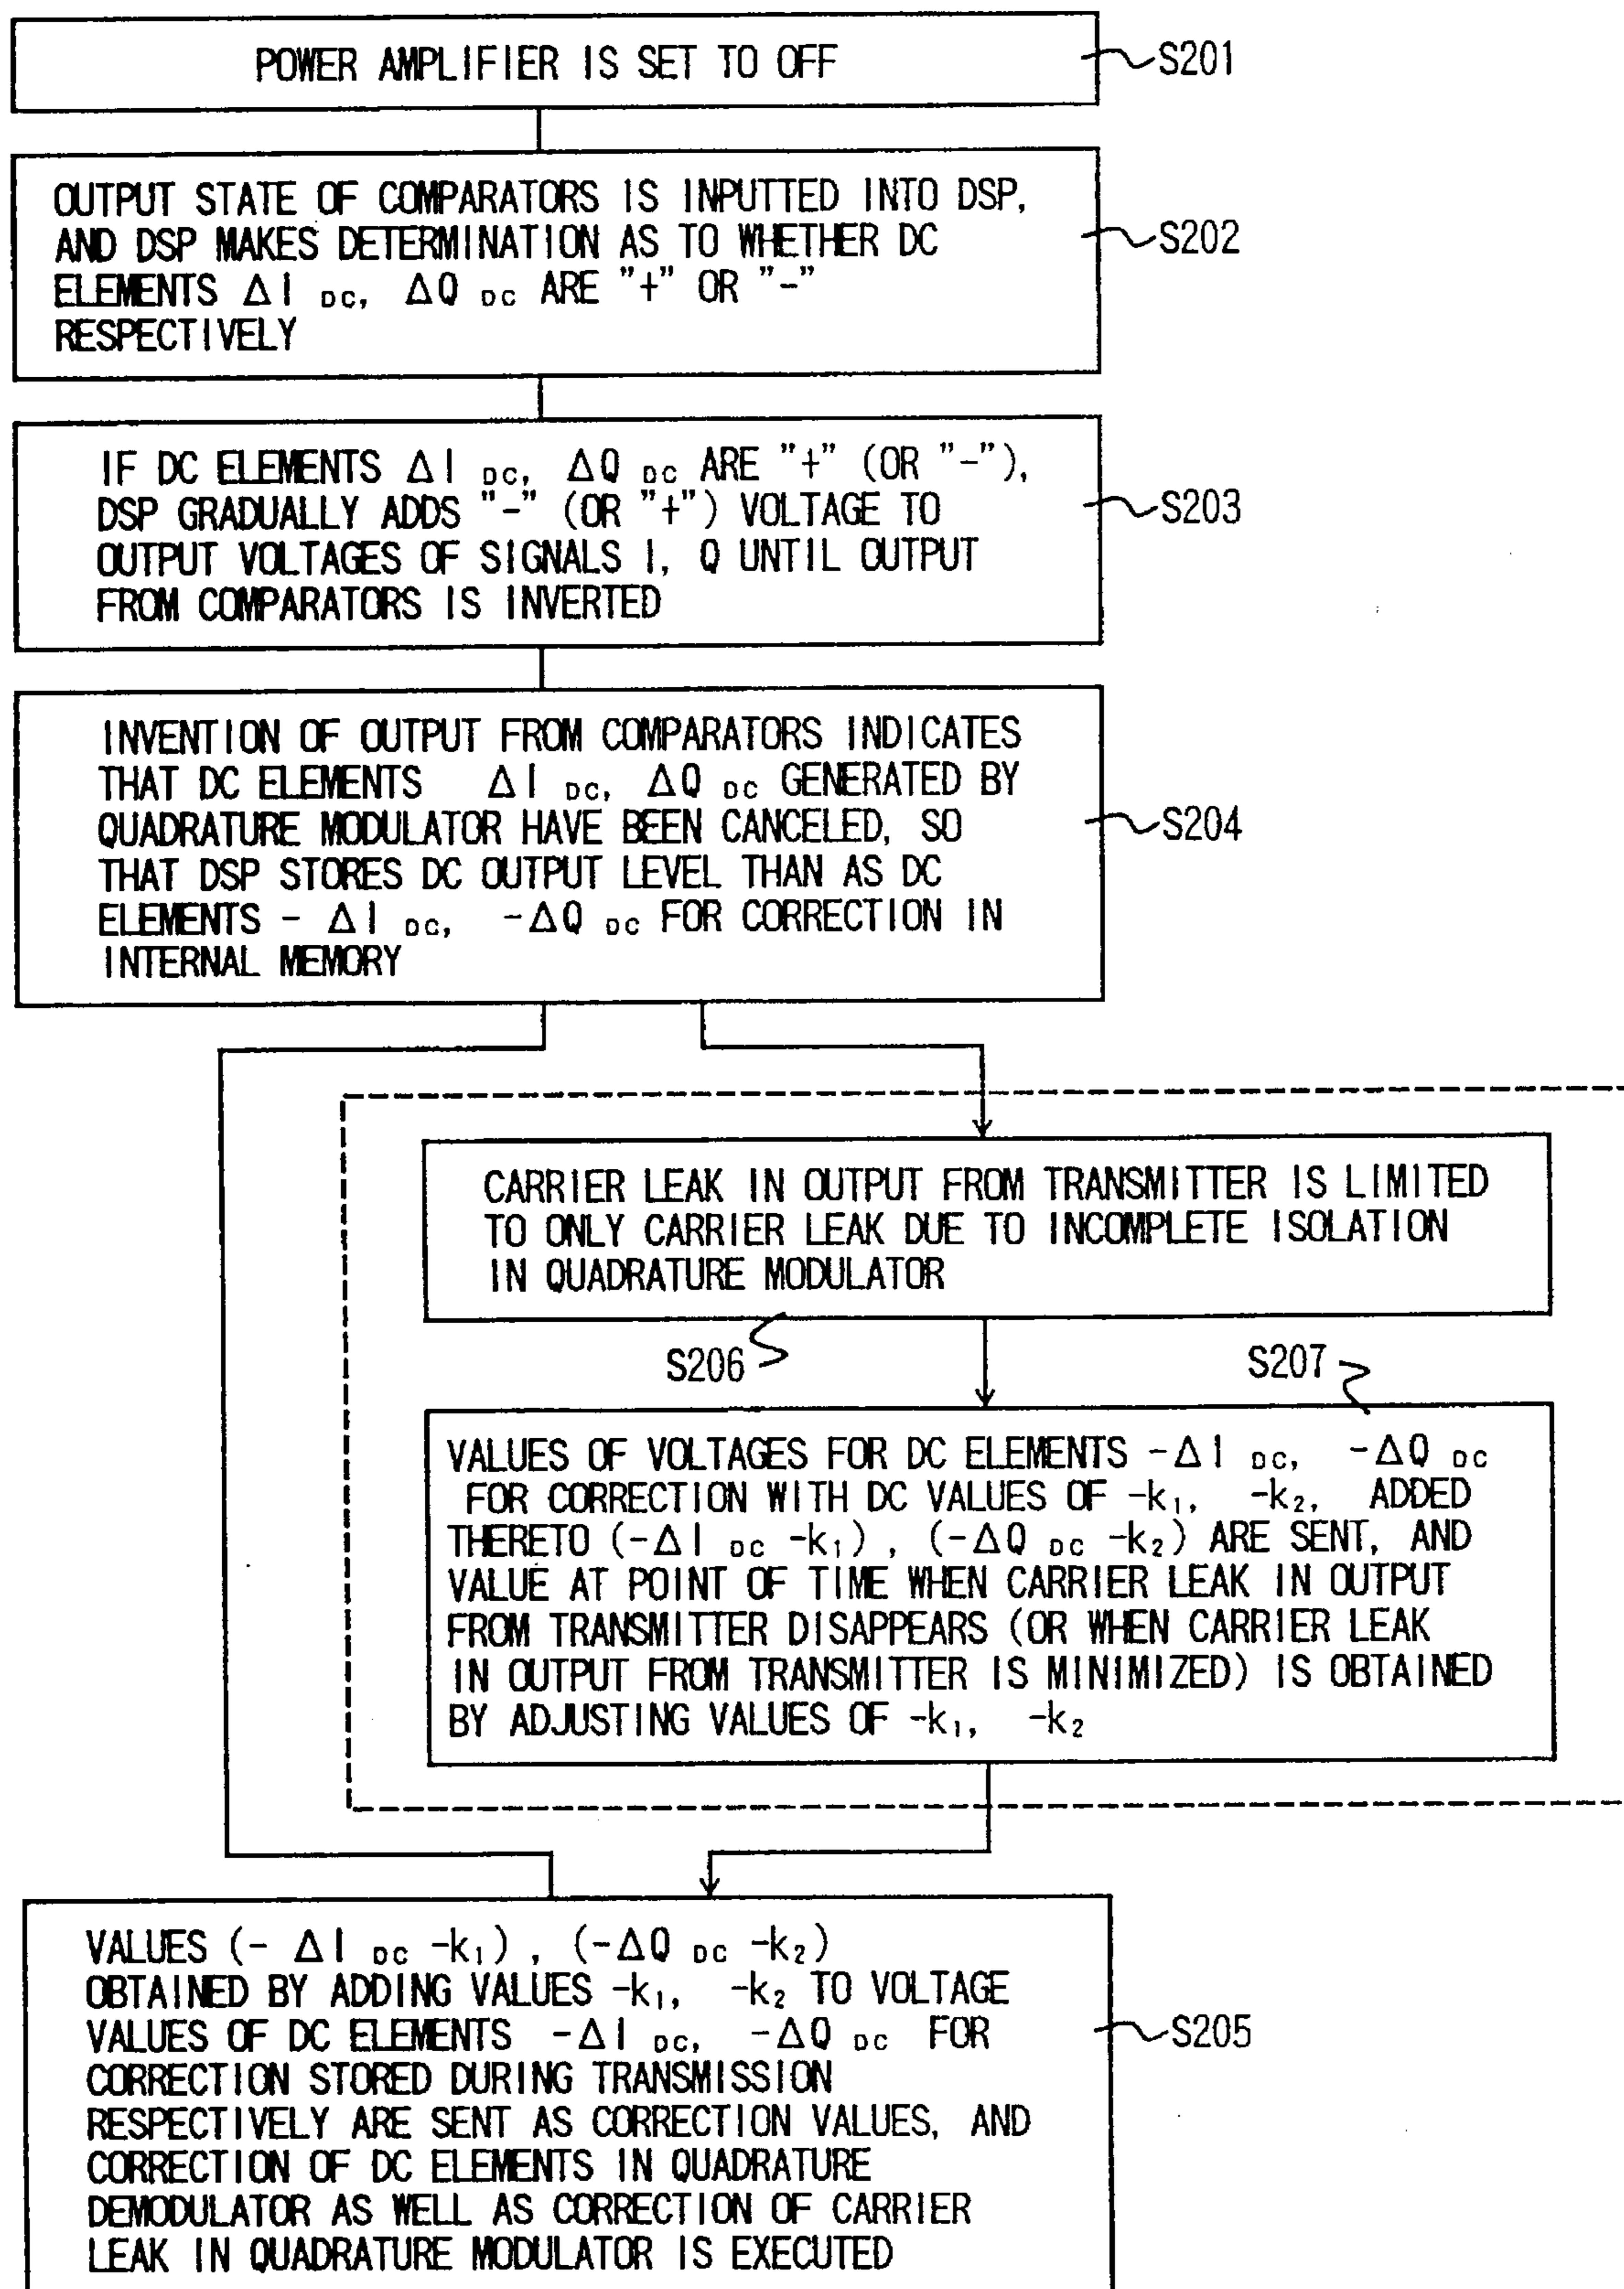 POWER AMPLIFIER IS SET TO OFF
S201
OUTPUT STATE OF COMPARATORS IS INPUTTED INTO DSP,
AND DSP MAKES DETERMINATION AS TO WHETHER DC
ELEMENTS ΔI DC, ΔQ DC ARE "+" OR "-"
RESPECTIVELY
S202
IF DC ELEMENTS ΔI DC, ΔQ DC ARE "+" (OR "-"),
DSP GRADUALLY ADDS "-" (OR "+") VOLTAGE TO
OUTPUT VOLTAGES OF SIGNALS I, Q UNTIL OUTPUT
FROM COMPARATORS IS INVERTED
S203
INVENTION OF OUTPUT FROM COMPARATORS INDICATES
THAT DC ELEMENTS ΔI DC, ΔQ DC GENERATED BY
QUADRATURE MODULATOR HAVE BEEN CANCELED, SO
THAT DSP STORES DC OUTPUT LEVEL THAN AS DC
ELEMENTS - ΔI DC, -ΔQ DC FOR CORRECTION IN
INTERNAL MEMORY
S204
CARRIER LEAK IN OUTPUT FROM TRANSMITTER IS LIMITED
TO ONLY CARRIER LEAK DUE TO INCOMPLETE ISOLATION
IN QUADRATURE MODULATOR
S206
S207
VALUES OF VOLTAGES FOR DC ELEMENTS -ΔI DC, -ΔQ DC
FOR CORRECTION WITH DC VALUES OF -k₁, -k₂, ADDED
THERETO (-ΔI DC -k₁), (-ΔQ DC -k₂) ARE SENT, AND
VALUE AT POINT OF TIME WHEN CARRIER LEAK IN OUTPUT
FROM TRANSMITTER DISAPPEARS (OR WHEN CARRIER LEAK
IN OUTPUT FROM TRANSMITTER IS MINIMIZED) IS OBTAINED
BY ADJUSTING VALUES OF -k₁, -k₂
VALUES (- ΔI DC -k₁), (-ΔQ DC -k₂)
OBTAINED BY ADDING VALUES -k₁, -k₂ TO VOLTAGE
VALUES OF DC ELEMENTS -ΔI DC, -ΔQ DC FOR
CORRECTION STORED DURING TRANSMISSION
RESPECTIVELY ARE SENT AS CORRECTION VALUES, AND
CORRECTION OF DC ELEMENTS IN QUADRATURE
DEMODULATOR AS WELL AS CORRECTION OF CARRIER
LEAK IN QUADRATURE MODULATOR IS EXECUTED
S205